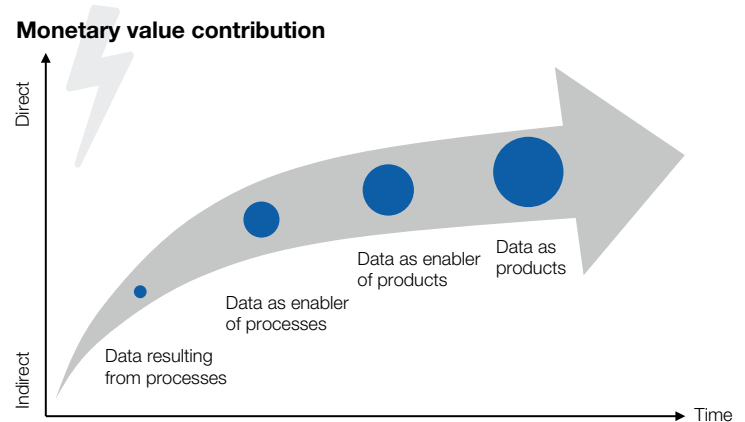 Monetary value contribution
Direct
Data as
products
Data as enabler
of products
Data as enabler
of processes
Data resulting
from processes
Indirect
Time